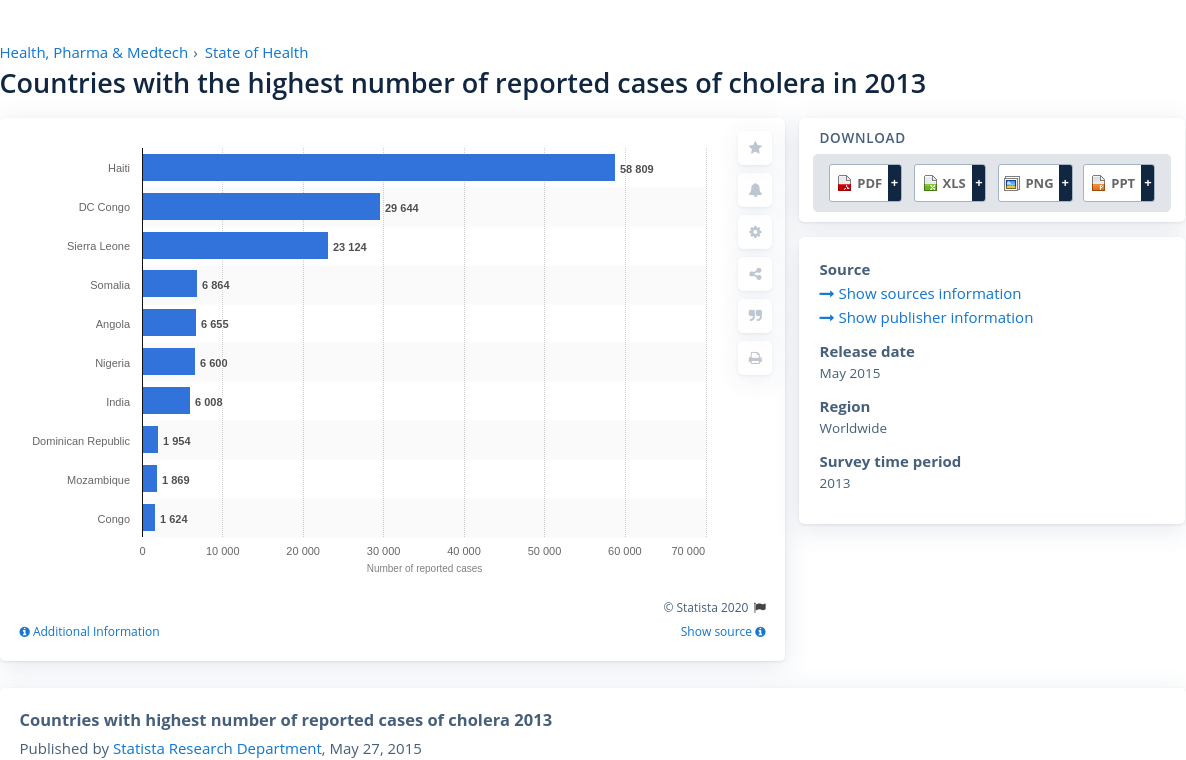 Health, Pharma & Medtech › State of Health
Countries with the highest number of reported cases of cholera in 2013
Haiti 58 809
DC Congo 29 644
Sierra Leone 23 124
Somalia 6 864
Angola 6 655
Nigeria 6 600
India 6 008
Dominican Republic 1 954
Mozambique 1 869
Congo 1 624
0 10 000 20 000 30 000 40 000 50 000 60 000 70 000
Number of reported cases
© Statista 2020
Additional Information Show source
DOWNLOAD
PDF + XLS + PNG + PPT +
Source
Show sources information
Show publisher information
Release date
May 2015
Region
Worldwide
Survey time period
2013
Countries with highest number of reported cases of cholera 2013
Published by Statista Research Department, May 27, 2015